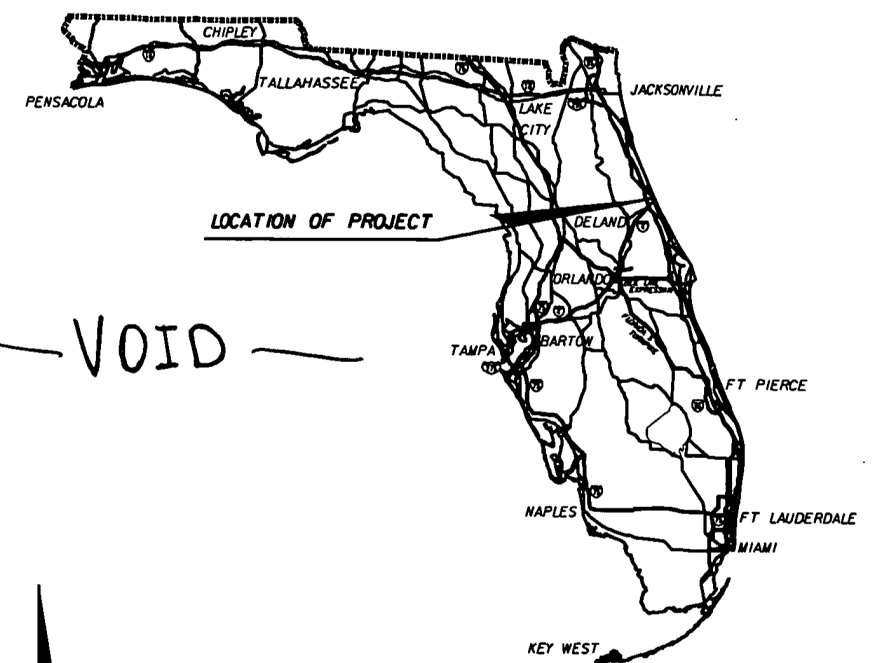 CHIPLEY
TALLAHASSEE
PENSACOLA
JACKSONVILLE
LAKE
CITY
LOCATION OF PROJECT
DELAND
ORLANDO
EXPRESSWAY
VOID
TAMPA
BARTOW
FT PIERCE
NAPLES
FT LAUDERDALE
MIAMI
KEY WEST